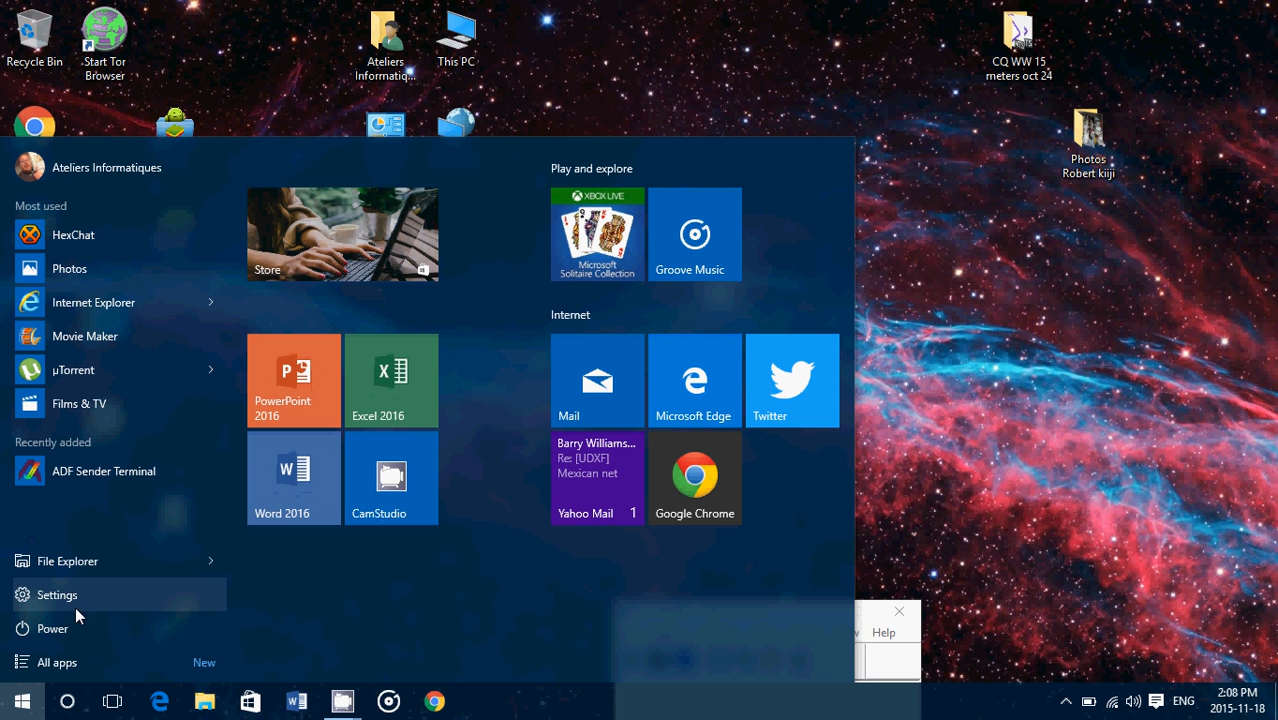 Recycle Bin
Start Tor
Browser
Ateliers
Informatiq...
This PC
CQ WW 15
meters oct 24
Photos
Robert kiiji
Ateliers Informatiques
Most used
HexChat
Photos
Internet Explorer
Movie Maker
µTorrent
Films & TV
Recently added
ADF Sender Terminal
File Explorer
Settings
Power
All apps
New
Store
PowerPoint
2016
Excel 2016
Word 2016
CamStudio
Play and explore
XBOX LIVE
Microsoft
Solitaire Collection
Groove Music
Internet
Mail
Microsoft Edge
Twitter
Barry Williams...
Re: [UDXF]
Mexican net
Yahoo Mail 1
Google Chrome
Help
ENG
2:08 PM
2015-11-18